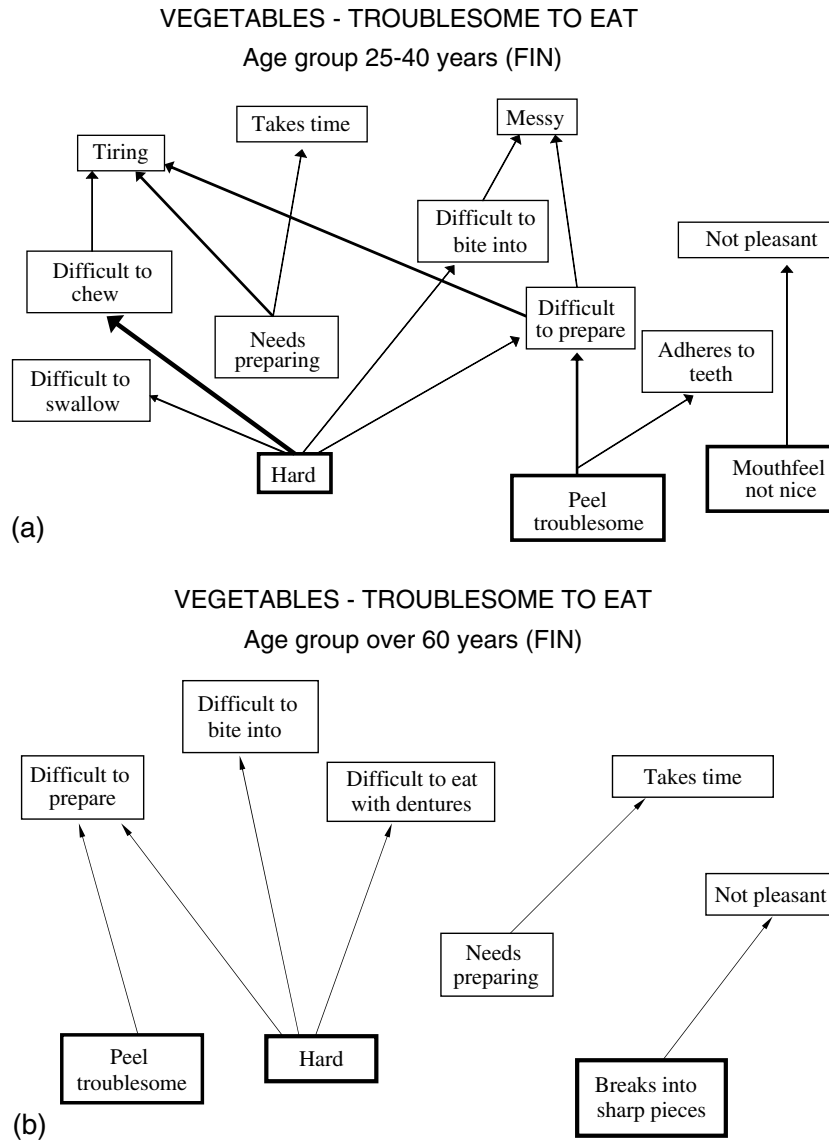 VEGETABLES - TROUBLESOME TO EAT
Age group 25-40 years (FIN)
Takes time
Messy
Tiring
Difficult to
bite into
Not pleasant
Difficult to
chew
Difficult
to prepare
Needs
preparing
Adheres to
teeth
Difficult to
swallow
Hard
Mouthfeel
not nice
Peel
troublesome
(a)
VEGETABLES - TROUBLESOME TO EAT
Age group over 60 years (FIN)
Difficult to
bite into
Difficult to
prepare
Difficult to eat
with dentures
Takes time
Not pleasant
Needs
preparing
Peel
troublesome
Hard
Breaks into
sharp pieces
(b)